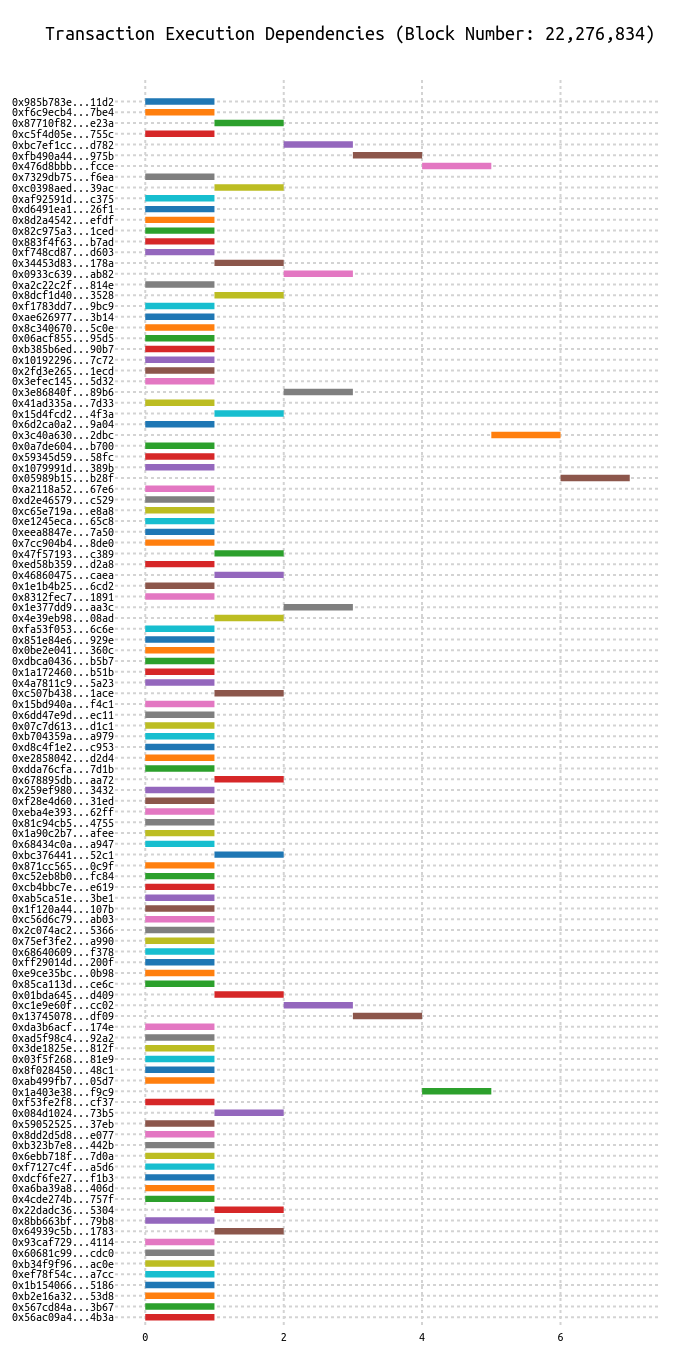 Transaction Execution Dependencies (Block Number: 22,276,834)
0x985b783e...11d2
0xf6c9ecb4...7be4
0x87710f82...e23a
0xc5f4d05e...755c
0xbc7ef1cc...d782
0xfb490a44...975b
0x476d8bbb...fcce
0x7329db75...f6ea
0xc0398aed...39ac
0xaf92591d...c375
0xd6491ea1...26f1
0x8d2a4542...efdf
0x82c975a3...1ced
0x883f4f63...b7ad
0xf748cd87...d603
0x34453d83...178a
0x0933c639...ab82
0xa2c22c2f...814e
0x8dcf1d40...3528
0xf1783dd7...9bc9
0xae626977...3b14
0x8c340670...5c0e
0x06acf855...95d5
0xb385b6ed...90b7
0x10192296...7c72
0x2fd3e265...1ecd
0x3efec145...5d32
0x3e86840f...89b6
0x41ad335a...7d33
0x15d4fcd2...4f3a
0x6d2ca0a2...9a04
0x3c40a630...2dbc
0x0a7de604...b700
0x59345d59...58fc
0x1079991d...389b
0x05989b15...b28f
0xa2118a52...67e6
0xd2e46579...c529
0xc65e719a...e8a8
0xe1245eca...65c8
0xeea8847e...7a50
0x7cc904b4...8de0
0x47f57193...c389
0xed58b359...d2a8
0x46860475...caea
0x1e1b4b25...6cd2
0x8312fec7...1891
0x1e377dd9...aa3c
0x4e39eb98...08ad
0xfa53f053...6c6e
0x851e84e6...929e
0x0be2e041...360c
0xdbca0436...b5b7
0x1a172460...b51b
0x4a7811c9...5a23
0xc507b438...1ace
0x15bd940a...f4c1
0x6dd47e9d...ec11
0x07c7d613...d1c1
0xb704359a...a979
0xd8c4f1e2...c953
0xe2858042...d2d4
0xdda76cfa...7d1b
0x678895db...aa72
0x259ef980...3432
0xf28e4d60...31ed
0xeba4e393...62ff
0x81c94cb5...4755
0x1a90c2b7...afee
0x68434c0a...a947
0xbc376441...52c1
0x871cc565...0c9f
0xc52eb8b0...fc84
0xcb4bbc7e...e619
0xab5ca51e...3be1
0x1f120a44...107b
0xc56d6c79...ab03
0x2c074ac2...5366
0x75ef3fe2...a990
0x68640609...f378
0xff29014d...200f
0xe9ce35bc...0b98
0x85ca113d...ce6c
0x01bda645...d409
0xc1e9e60f...cc02
0x13745078...df09
0xda3b6acf...174e
0xad5f98c4...92a2
0x3de1825e...812f
0x03f5f268...81e9
0x8f028450...48c1
0xab499fb7...05d7
0x1a403e38...f9c9
0xf53fe2f8...cf37
0x084d1024...73b5
0x59052525...37eb
0x8dd2d5d8...e077
0xb323b7e8...442b
0x6ebb718f...7d0a
0xf7127c4f...a5d6
0xdcf6fe27...f1b3
0xa6ba39a8...406d
0x4cde274b...757f
0x22dadc36...5304
0x8bb663bf...79b8
0x64939c5b...1783
0x93caf729...4114
0x60681c99...cdc0
0xb34f9f96...ac0e
0xef78f54c...a7cc
0x1b154066...5186
0xb2e16a32...53d8
0x567cd84a...3b67
0x56ac09a4...4b3a
0 2 4 6